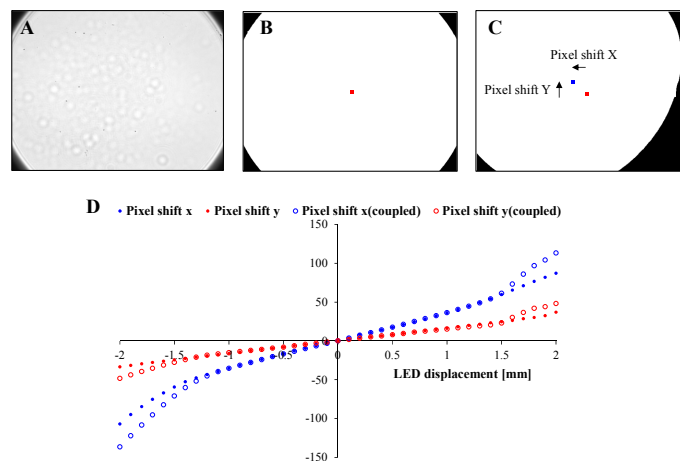 A
B
C
Pixel shift X
Pixel shift Y
D
Pixel shift x Pixel shift y Pixel shift x(coupled) Pixel shift y(coupled)
150
100
50
0
-2 -1.5 -1 -0.5 0 0.5 1 1.5 2
LED displacement [mm]
-50
-100
-150